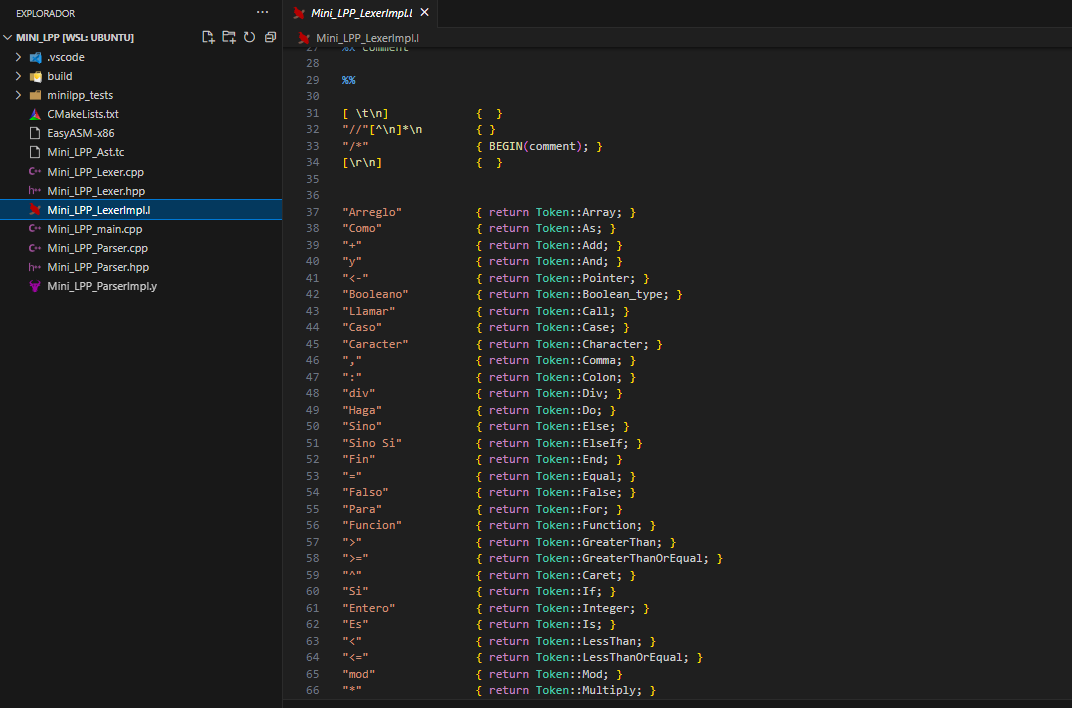 EXPLORADOR
MINI_LPP [WSL: UBUNTU]
.vscode
build
minilpp_tests
CMakeLists.txt
EasyASM-x86
Mini_LPP_Ast.tc
Mini_LPP_Lexer.cpp
Mini_LPP_Lexer.hpp
Mini_LPP_LexerImpl.l
Mini_LPP_main.cpp
Mini_LPP_Parser.cpp
Mini_LPP_Parser.hpp
Mini_LPP_ParserImpl.y
Mini_LPP_LexerImpl.l
Mini_LPP_LexerImpl.l
27 %x comment
28
29 %%
30
31 [ \t\n] { }
32 "//"[^\n]*\n { }
33 "/*" { BEGIN(comment); }
34 [\r\n] { }
35
36
37 "Arreglo" { return Token::Array; }
38 "Como" { return Token::As; }
39 "+" { return Token::Add; }
40 "y" { return Token::And; }
41 "<-" { return Token::Pointer; }
42 "Booleano" { return Token::Boolean_type; }
43 "Llamar" { return Token::Call; }
44 "Caso" { return Token::Case; }
45 "Caracter" { return Token::Character; }
46 "," { return Token::Comma; }
47 ":" { return Token::Colon; }
48 "div" { return Token::Div; }
49 "Haga" { return Token::Do; }
50 "Sino" { return Token::Else; }
51 "Sino Si" { return Token::ElseIf; }
52 "Fin" { return Token::End; }
53 "=" { return Token::Equal; }
54 "Falso" { return Token::False; }
55 "Para" { return Token::For; }
56 "Funcion" { return Token::Function; }
57 ">" { return Token::GreaterThan; }
58 ">=" { return Token::GreaterThanOrEqual; }
59 "^" { return Token::Caret; }
60 "Si" { return Token::If; }
61 "Entero" { return Token::Integer; }
62 "Es" { return Token::Is; }
63 "<" { return Token::LessThan; }
64 "<=" { return Token::LessThanOrEqual; }
65 "mod" { return Token::Mod; }
66 "*" { return Token::Multiply; }